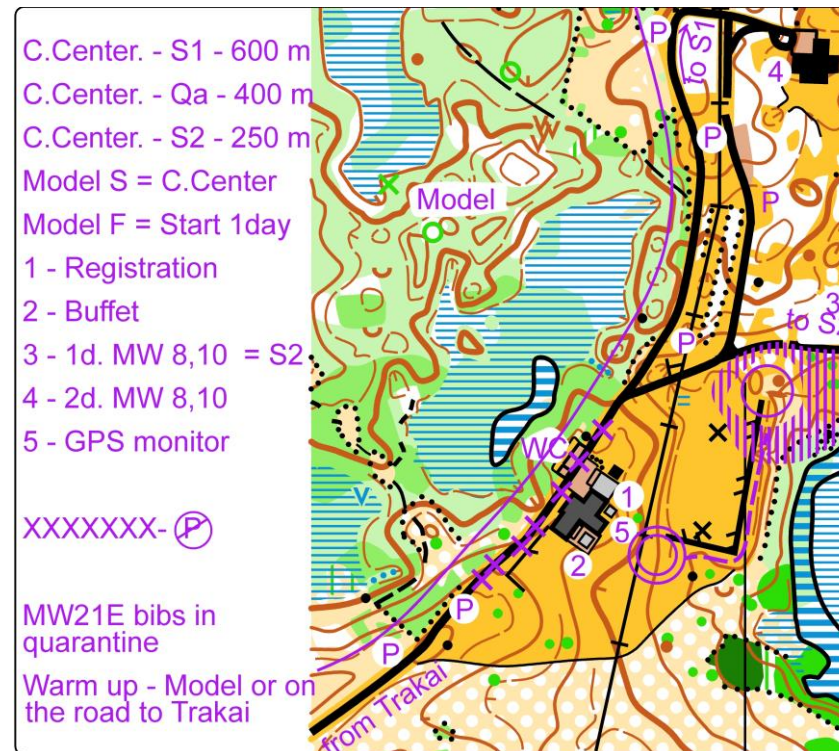 C.Center. - S1 - 600 m
C.Center. - Qa - 400 m
C.Center. - S2 - 250 m
Model S = C.Center
Model F = Start 1day
1 - Registration
2 - Buffet
3 - 1d. MW 8,10 = S2
4 - 2d. MW 8,10
5 - GPS monitor
XXXXXXX- P
MW21E bibs in
quarantine
Warm up - Model or on
the road to Trakai
P
to S1
4
P
Model
P
3
to S
P
WC
1
5
2
P
P
from Trakai